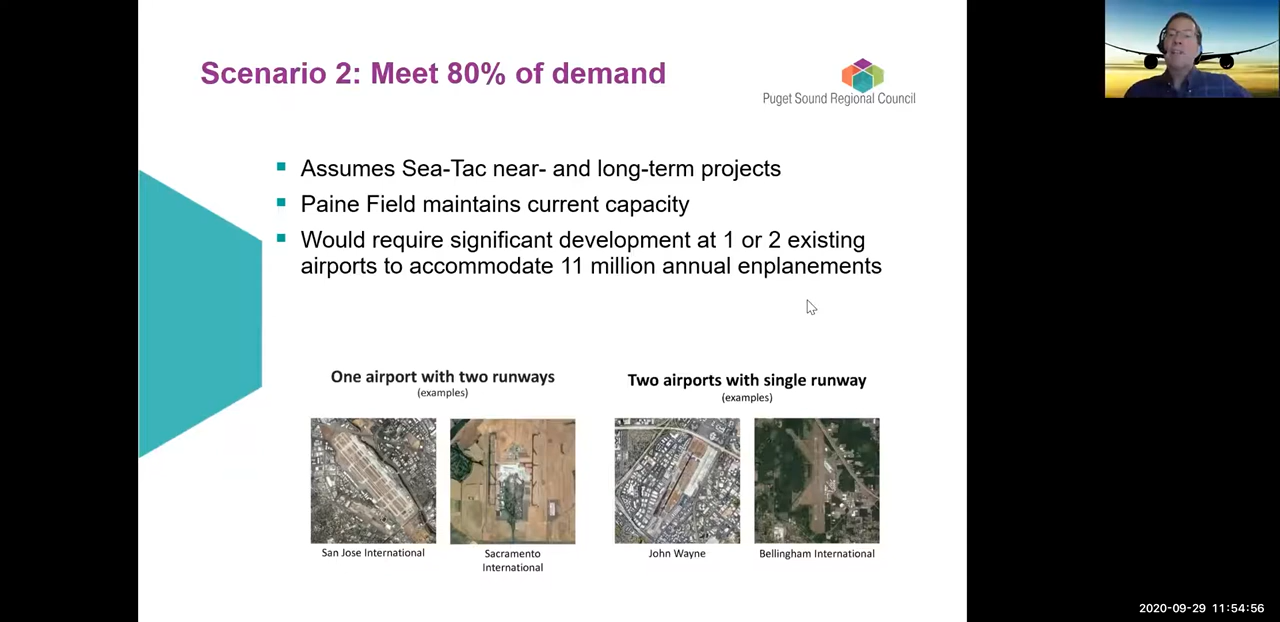 Scenario 2: Meet 80% of demand
Puget Sound Regional Council
Assumes Sea-Tac near- and long-term projects
Paine Field maintains current capacity
Would require significant development at 1 or 2 existing
airports to accommodate 11 million annual enplanements
One airport with two runways
(examples)
San Jose International
Sacramento
International
Two airports with single runway
(examples)
John Wayne
Bellingham International
2020-09-29 11:54:56